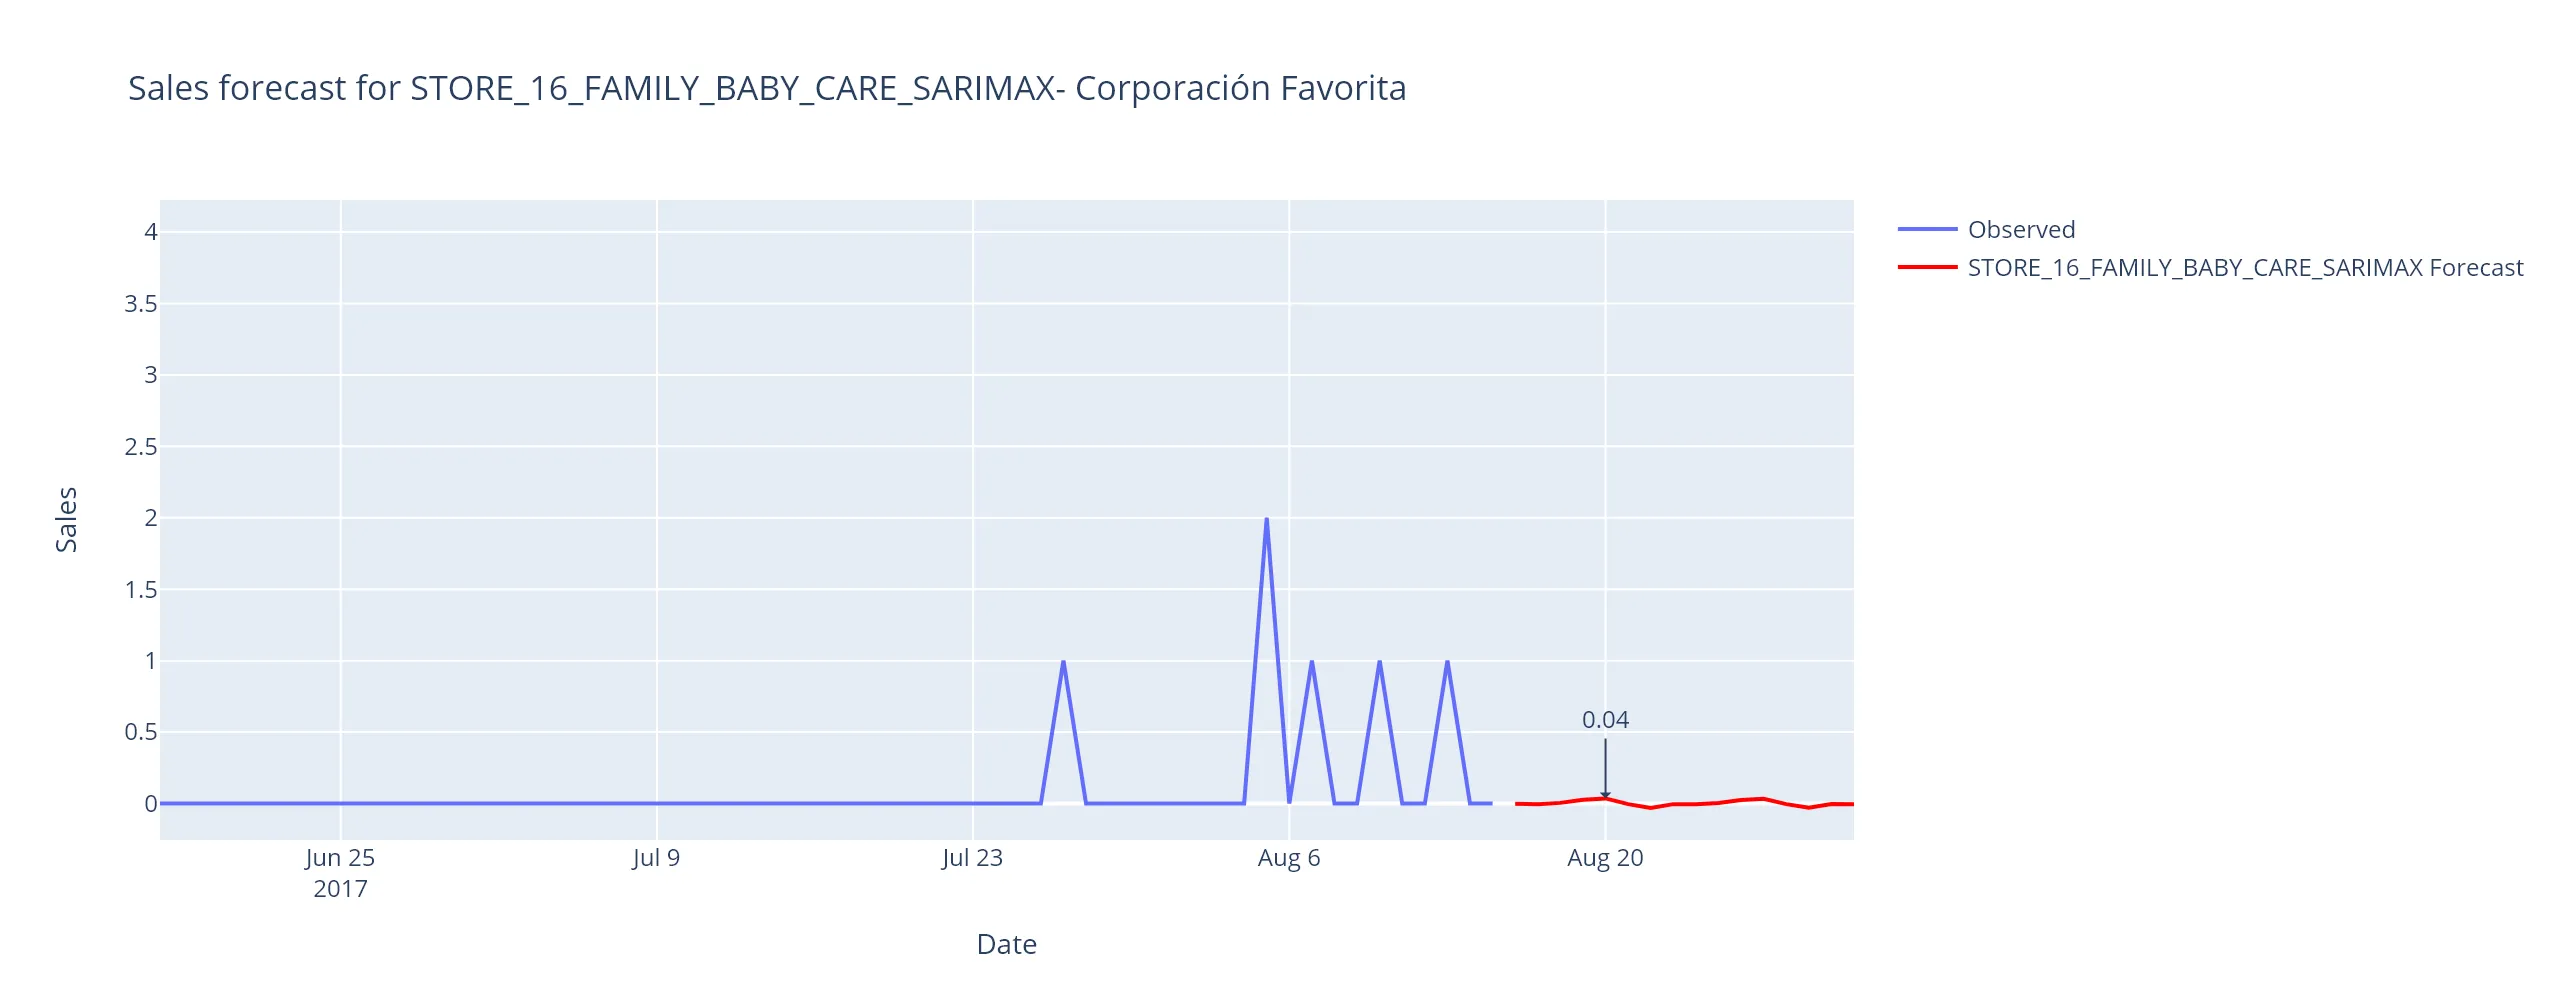 Sales forecast for STORE_16_FAMILY_BABY_CARE_SARIMAX- Corporación Favorita
Observed
STORE_16_FAMILY_BABY_CARE_SARIMAX Forecast
4
3.5
3
2.5
2
1.5
1
0.5
0
Sales
0.04
Jun 25
2017
Jul 9
Jul 23
Aug 6
Aug 20
Date